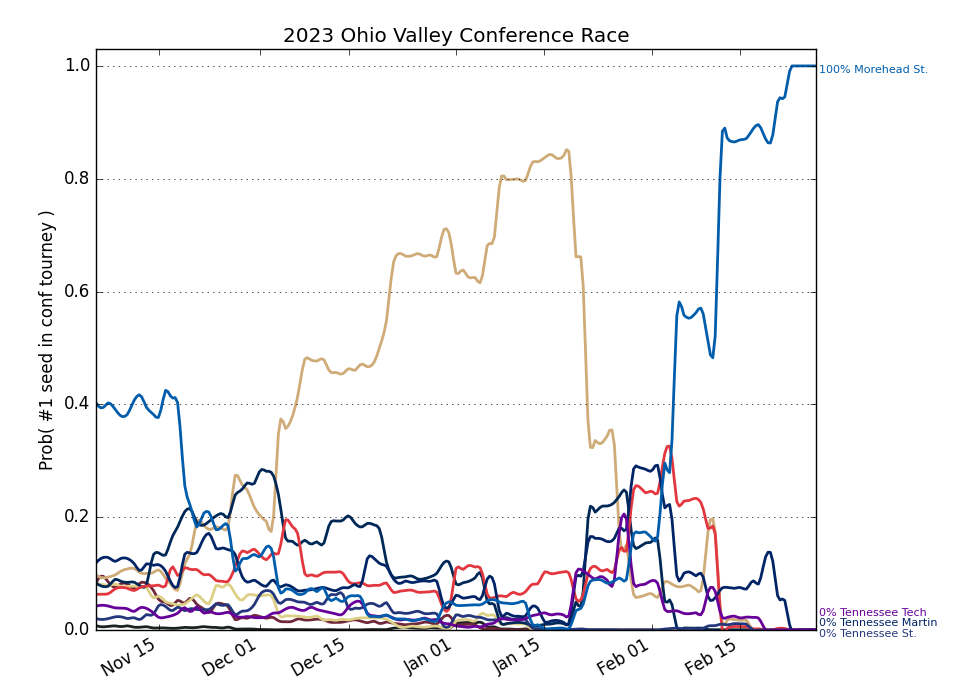 2023 Ohio Valley Conference Race
Prob( #1 seed in conf tourney )
1.0
0.8
0.6
0.4
0.2
0.0
Nov 15
Dec 01
Dec 15
Jan 01
Jan 15
Feb 01
Feb 15
100% Morehead St.
0% Tennessee Tech
0% Tennessee Martin
0% Tennessee St.